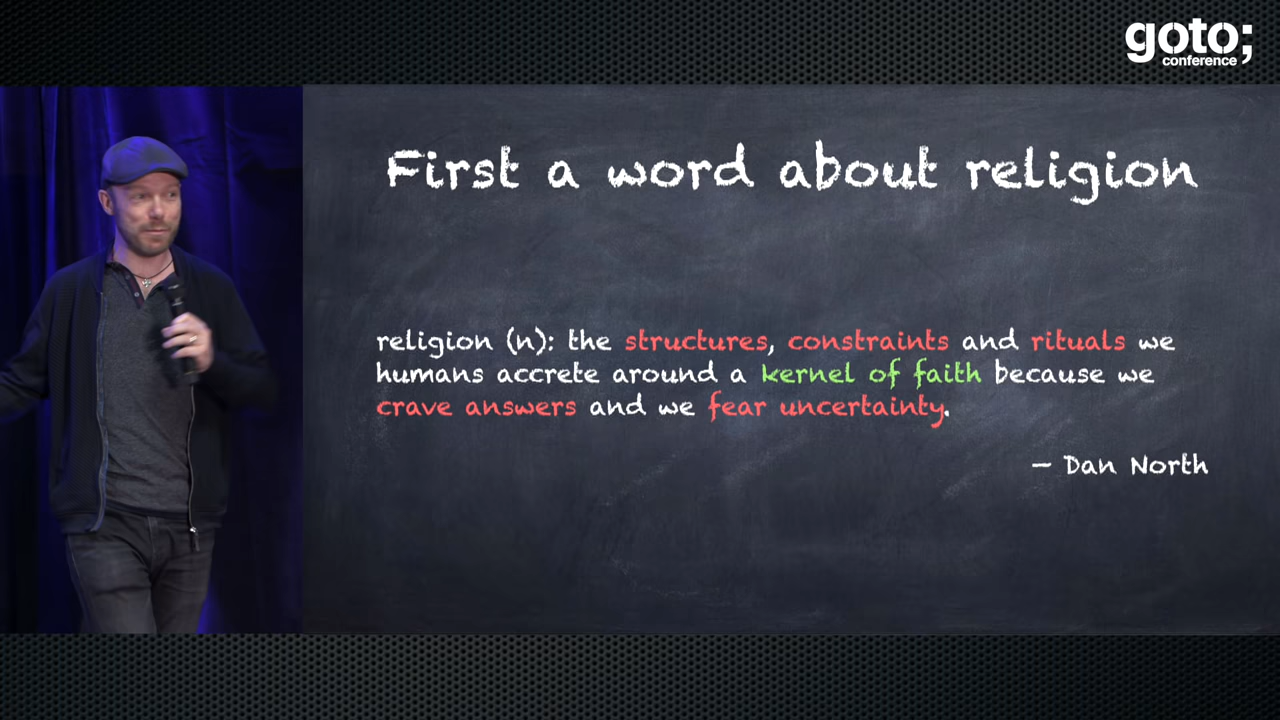 goto;
conference
First a word about religion
religion (n): the structures, constraints and rituals we
humans accrete around a kernel of faith because we
crave answers and we fear uncertainty.
— Dan North